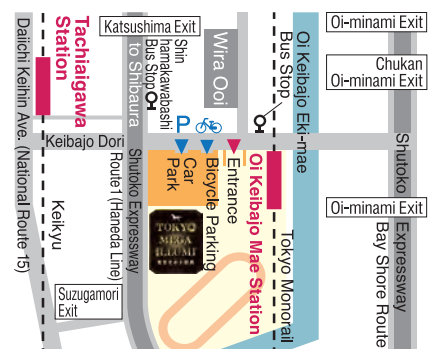 Katsushima Exit
Oi-minami Exit
Chukan
Oi-minami Exit
Daiichi Keihin Ave. (National Route 15)
Tachiaigawa
Station
to Shibaura
Shin
hamakawabashi
Bus Stop
Wira Ooi
Bus Stop
Oi Keibajo Eki-mae
Keibajo Dori
P
Keikyu
Route1 (Haneda Line)
Shutoko Expressway
Car
Park
Bicycle Parking
Entrance
Oi Keibajo Mae Station
Tokyo Monorail
Shutoko Expressway
Bay Shore Route
Oi-minami Exit
TOKYO
MEGA
ILLUMI
Suzugamori
Exit